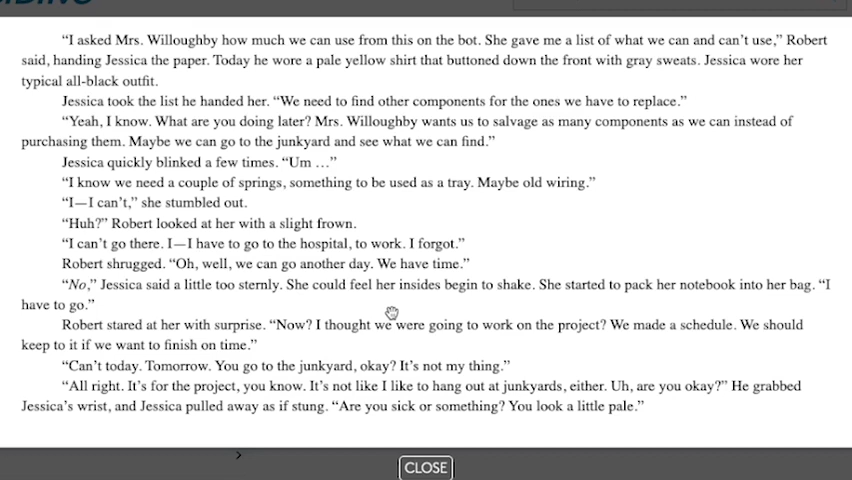 “I asked Mrs. Willoughby how much we can use from this on the bot. She gave me a list of what we can and can’t use,” Robert
said, handing Jessica the paper. Today he wore a pale yellow shirt that buttoned down the front with gray sweats. Jessica wore her
typical all-black outfit.
Jessica took the list he handed her. “We need to find other components for the ones we have to replace.”
“Yeah, I know. What are you doing later? Mrs. Willoughby wants us to salvage as many components as we can instead of
purchasing them. Maybe we can go to the junkyard and see what we can find.”
Jessica quickly blinked a few times. “Um …”
“I know we need a couple of springs, something to be used as a tray. Maybe old wiring.”
“I—I can’t,” she stumbled out.
“Huh?” Robert looked at her with a slight frown.
“I can’t go there. I—I have to go to the hospital, to work. I forgot.”
Robert shrugged. “Oh, well, we can go another day. We have time.”
“No,” Jessica said a little too sternly. She could feel her insides begin to shake. She started to pack her notebook into her bag. “I
have to go.”
Robert stared at her with surprise. “Now? I thought we were going to work on the project? We made a schedule. We should
keep to it if we want to finish on time.”
“Can’t today. Tomorrow. You go to the junkyard, okay? It’s not my thing.”
“All right. It’s for the project, you know. It’s not like I like to hang out at junkyards, either. Uh, are you okay?” He grabbed
Jessica’s wrist, and Jessica pulled away as if stung. “Are you sick or something? You look a little pale.”
CLOSE